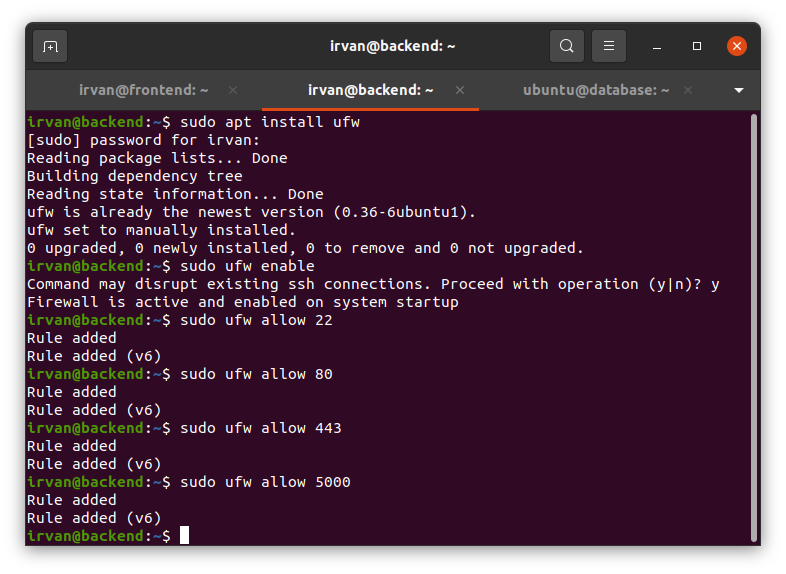 irvan@backend: ~
irvan@frontend: ~
irvan@backend: ~
ubuntu@database: ~
irvan@backend:~$ sudo apt install ufw
[sudo] password for irvan:
Reading package lists... Done
Building dependency tree
Reading state information... Done
ufw is already the newest version (0.36-6ubuntu1).
ufw set to manually installed.
0 upgraded, 0 newly installed, 0 to remove and 0 not upgraded.
irvan@backend:~$ sudo ufw enable
Command may disrupt existing ssh connections. Proceed with operation (y|n)? y
Firewall is active and enabled on system startup
irvan@backend:~$ sudo ufw allow 22
Rule added
Rule added (v6)
irvan@backend:~$ sudo ufw allow 80
Rule added
Rule added (v6)
irvan@backend:~$ sudo ufw allow 443
Rule added
Rule added (v6)
irvan@backend:~$ sudo ufw allow 5000
Rule added
Rule added (v6)
irvan@backend:~$